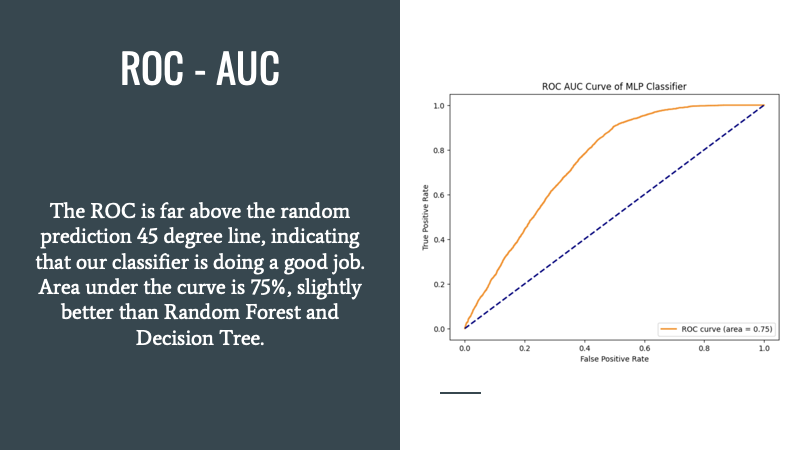 ROC - AUC
The ROC is far above the random
prediction 45 degree line, indicating
that our classifier is doing a good job.
Area under the curve is 75%, slightly
better than Random Forest and
Decision Tree.
ROC AUC Curve of MLP Classifier
True Positive Rate
1.0
0.8
0.6
0.4
0.2
0.0
0.0 0.2 0.4 0.6 0.8 1.0
False Positive Rate
ROC curve (area = 0.75)